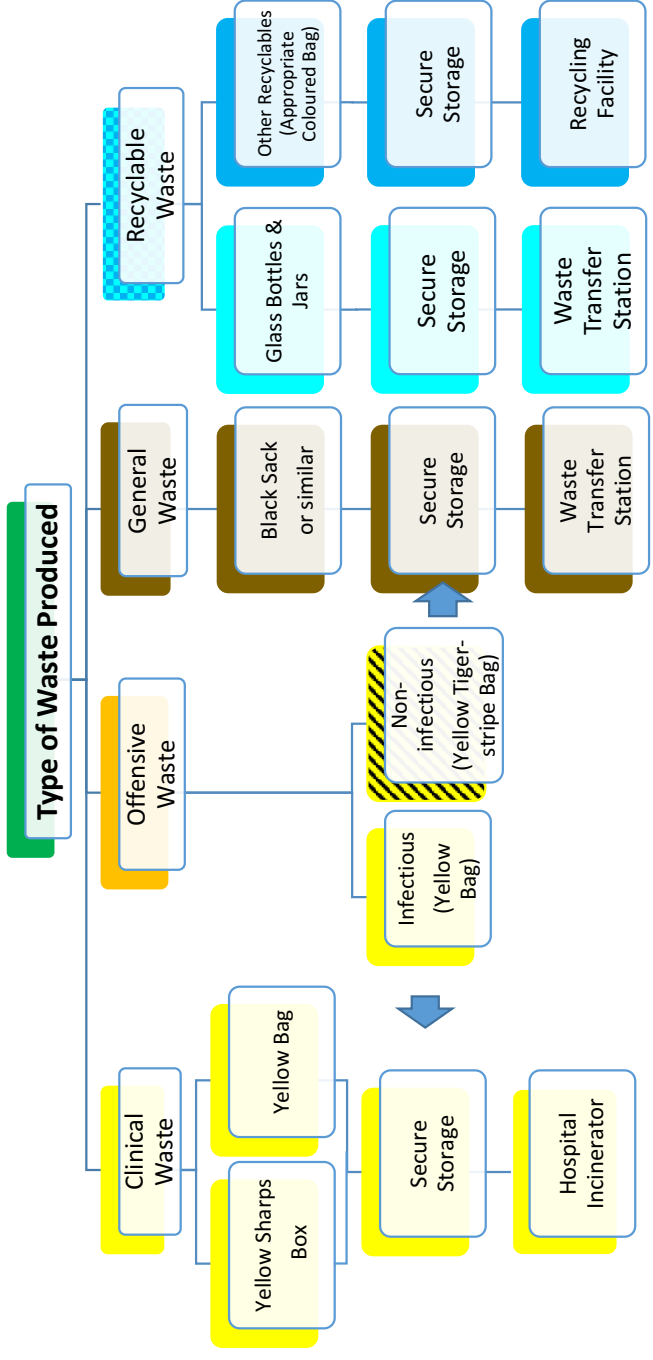 Type of Waste Produced
Clinical
Waste
Yellow Sharps
Box
Yellow Bag
Secure
Storage
Hospital
Incinerator
Offensive
Waste
Infectious
(Yellow
Bag)
Non-
infectious
(Yellow Tiger-
stripe Bag)
General
Waste
Black Sack
or similar
Secure
Storage
Waste
Transfer
Station
Recyclable
Waste
Glass Bottles &
Jars
Secure
Storage
Waste
Transfer
Station
Other Recyclables
(Appropriate
Coloured Bag)
Secure
Storage
Recycling
Facility